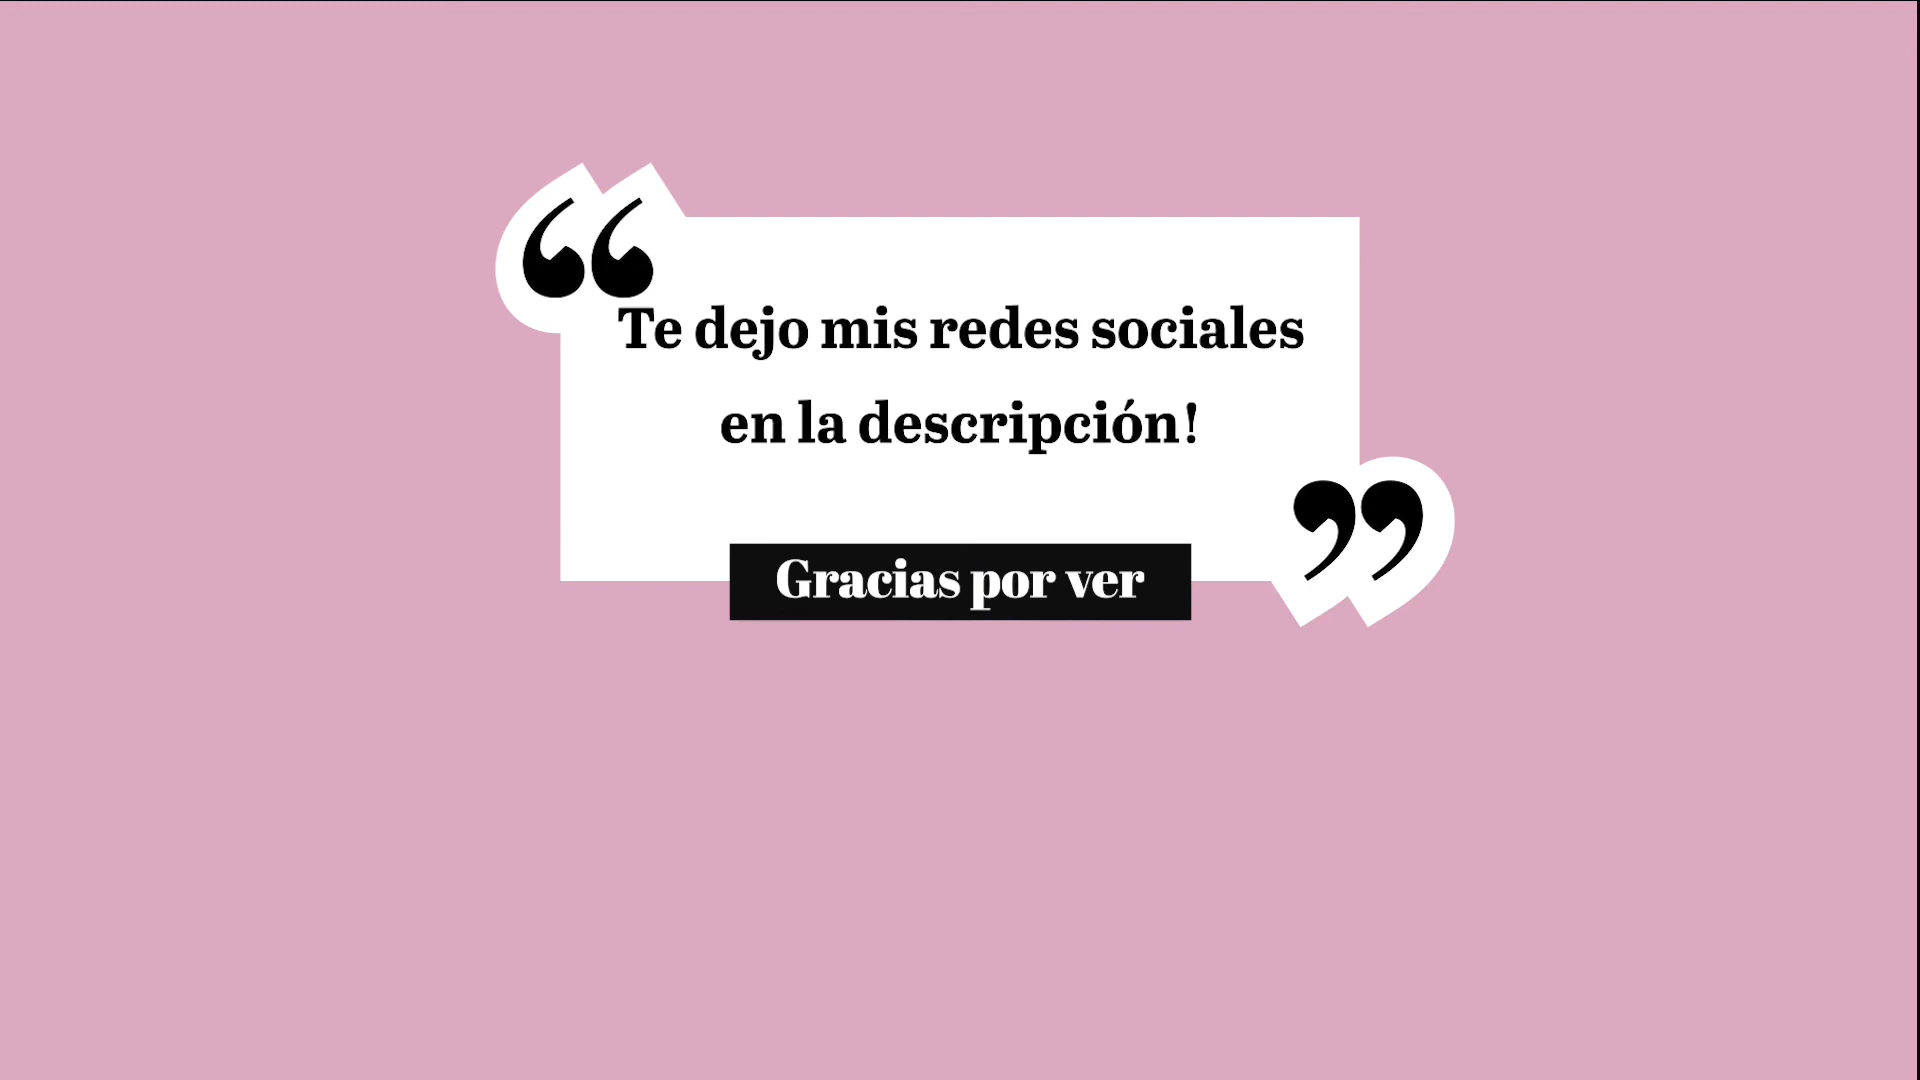 “
Te dejo mis redes sociales
en la descripción!
”
Gracias por ver